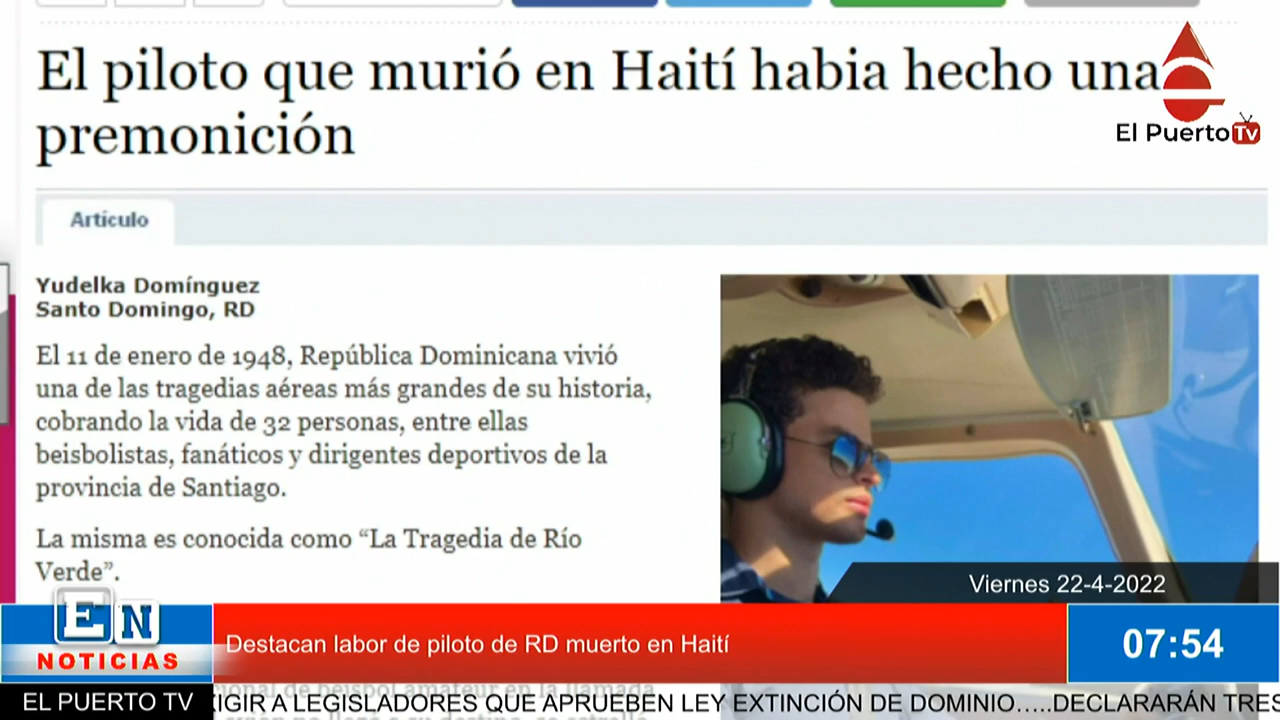 El piloto que murió en Haití habia hecho una
premonición
El Puerto Tv
Artículo
Yudelka Domínguez
Santo Domingo, RD
El 11 de enero de 1948, República Dominicana vivió
una de las tragedias aéreas más grandes de su historia,
cobrando la vida de 32 personas, entre ellas
beisbolistas, fanáticos y dirigentes deportivos de la
provincia de Santiago.
La misma es conocida como “La Tragedia de Río
Verde”.
Viernes 22-4-2022
EN
NOTICIAS
Destacan labor de piloto de RD muerto en Haití
07:54
EL PUERTO TV
IGIR A LEGISLADORES QUE APRUEBEN LEY EXTINCIÓN DE DOMINIO.....DECLARARÁN TRES